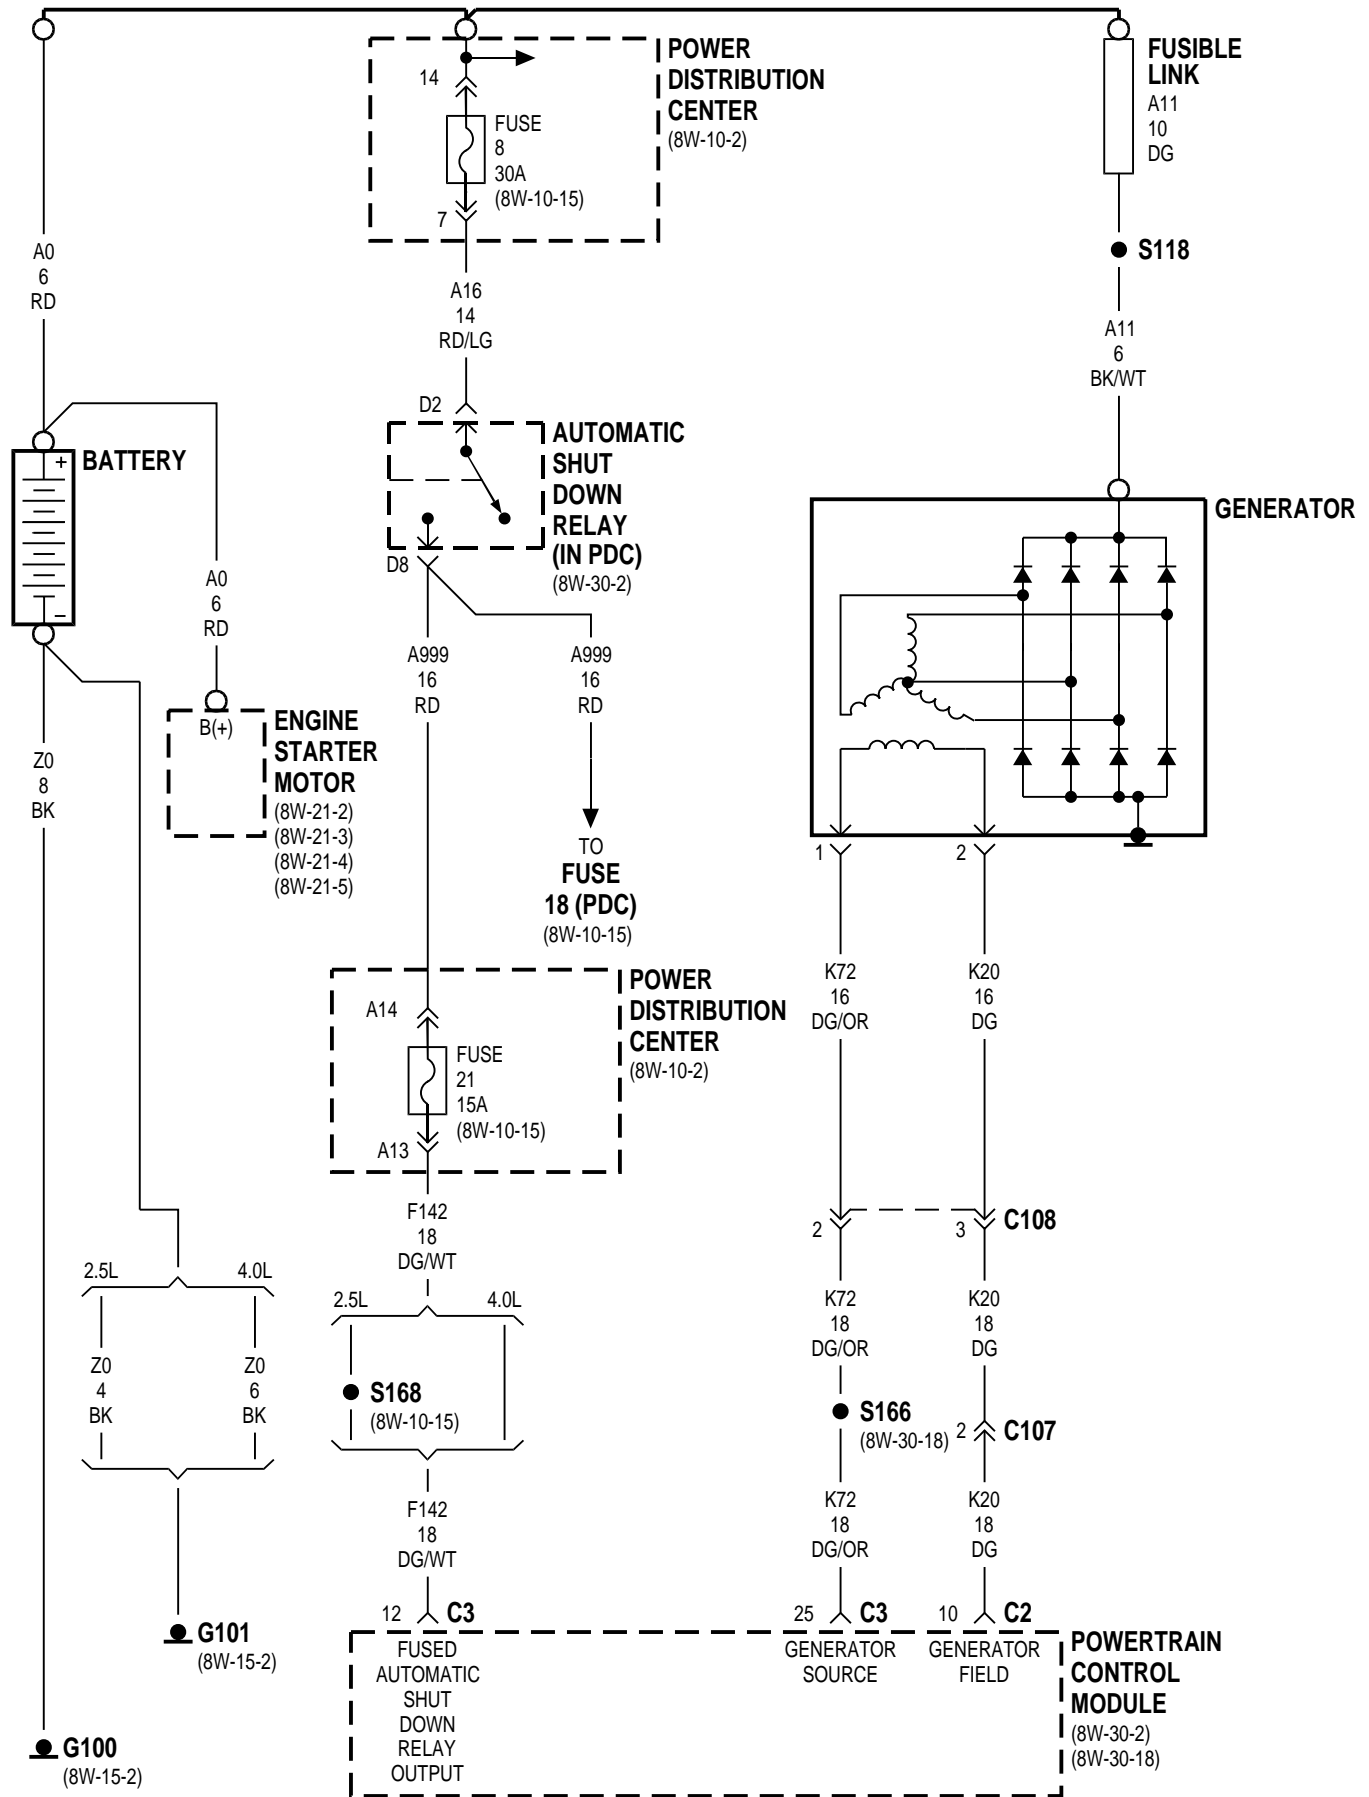 POWER
DISTRIBUTION
CENTER
(8W-10-2)
14
FUSE
8
30A
(8W-10-15)
7
FUSIBLE
LINK
A11
10
DG
S118
A11
6
BK/WT
A0
6
RD
A16
14
RD/LG
D2
AUTOMATIC
SHUT
DOWN
RELAY
(IN PDC)
(8W-30-2)
D8
+
BATTERY
–
A0
6
RD
B(+)
ENGINE
STARTER
MOTOR
(8W-21-2)
(8W-21-3)
(8W-21-4)
(8W-21-5)
Z0
8
BK
A999
16
RD
A999
16
RD
TO
FUSE
18 (PDC)
(8W-10-15)
GENERATOR
1
2
K72
16
DG/OR
K20
16
DG
POWER
DISTRIBUTION
CENTER
(8W-10-2)
A14
FUSE
21
15A
(8W-10-15)
A13
F142
18
DG/WT
2
3
C108
2.5L
4.0L
Z0
4
BK
Z0
6
BK
2.5L
4.0L
S168
(8W-10-15)
K72
18
DG/OR
K20
18
DG
S166
(8W-30-18)
2
C107
F142
18
DG/WT
K72
18
DG/OR
K20
18
DG
12
C3
25
C3
10
C2
G101
(8W-15-2)
G100
(8W-15-2)
FUSED
AUTOMATIC
SHUT
DOWN
RELAY
OUTPUT
GENERATOR
SOURCE
GENERATOR
FIELD
POWERTRAIN
CONTROL
MODULE
(8W-30-2)
(8W-30-18)